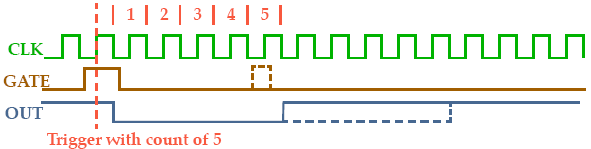 1 2 3 4 5
CLK
GATE
OUT
Trigger with count of 5